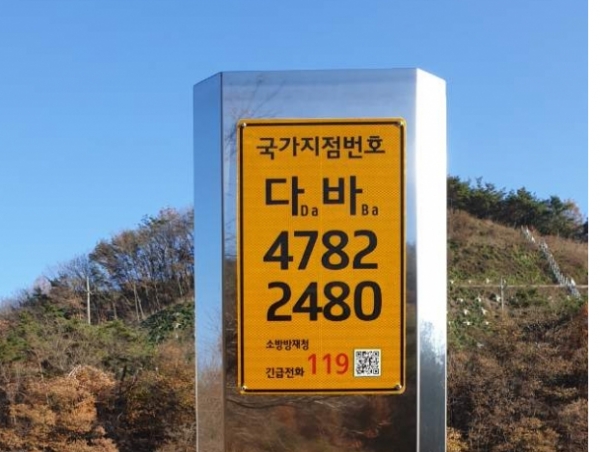 국가지점번호
다Da 바Ba
4782
2480
소방방재청
긴급전화 119